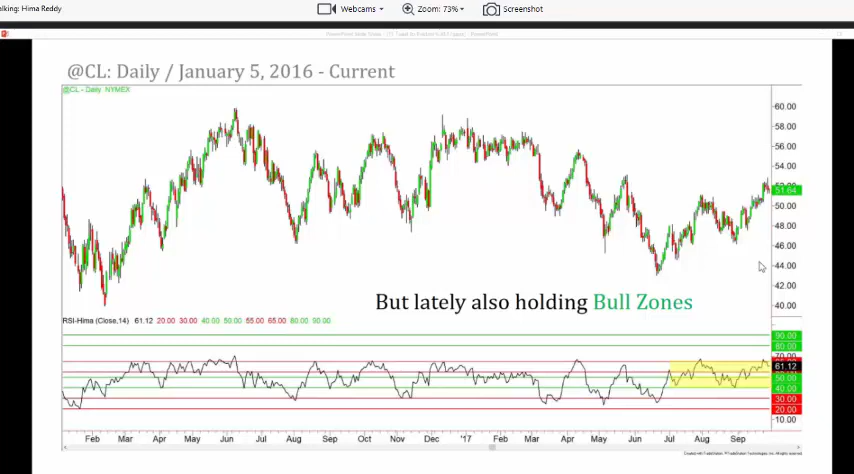 alking: Hima Reddy
Webcams
Zoom: 73%
Screenshot
@CL: Daily / January 5, 2016 - Current
@CL - Daily NYMEX
60.00
58.00
56.00
54.00
52.00
51.64
50.00
48.00
46.00
44.00
42.00
40.00
But lately also holding Bull Zones
RSI-Hima (Close,14) 61.12 20.00 30.00 40.00 50.00 55.00 65.00 80.00 90.00
90.00
80.00
70.00
61.12
50.00
40.00
30.00
20.00
10.00
Feb Mar Apr May Jun Jul Aug Sep Oct Nov Dec '17 Feb Mar Apr May Jun Jul Aug Sep